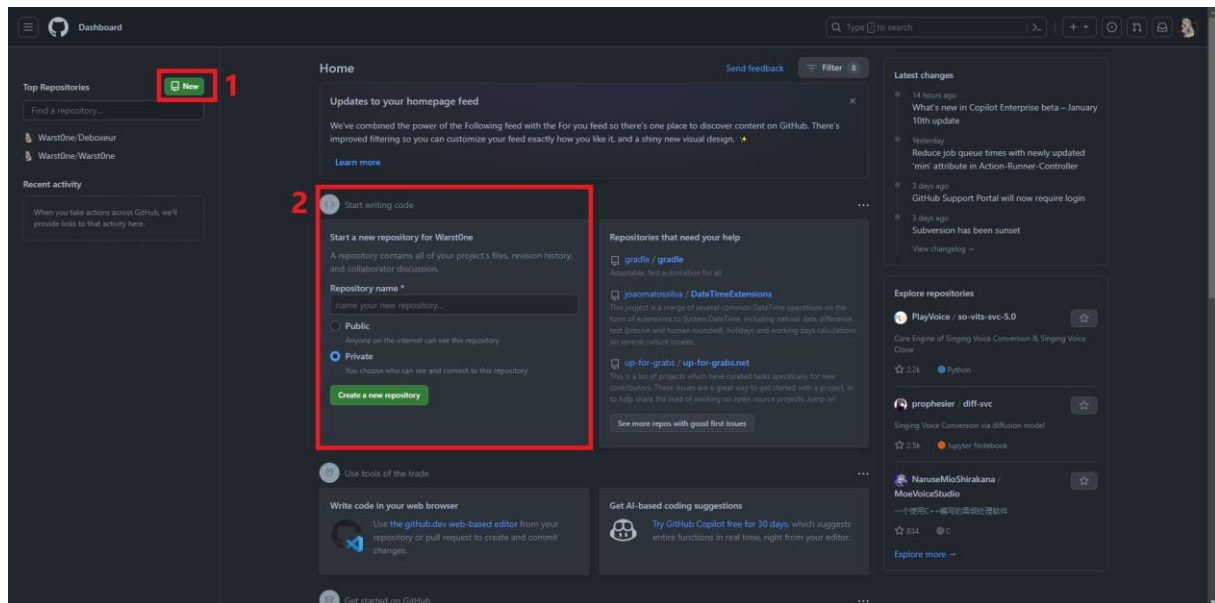 Dashboard
Type / to search
Top Repositories
New
1
Find a repository...
Warst0ne/Deboxeur
Warst0ne/Warst0ne
Recent activity
When you take actions across GitHub, we'll
provide links to that activity here.
Home
Send feedback
Filter 8
Updates to your homepage feed
We've combined the power of the Following feed with the For you feed so there's one place to discover content on GitHub. There's
improved filtering so you can customize your feed exactly how you like it, and a shiny new visual design. ✨
Learn more
2
Start writing code
Start a new repository for Warst0ne
A repository contains all of your project's files, revision history,
and collaborator discussion.
Repository name *
name your new repository...
Public
Anyone on the internet can see this repository
Private
You choose who can see and commit to this repository
Create a new repository
Repositories that need your help
gradle / gradle
Adaptable, fast automation for all
joaomatossilva / DateTimeExtensions
This project is a merge of several common DateTime operations on the
form of extensions to System.DateTime, including natural date difference
text (precise and human rounded), holidays and working days calculations
on several culture locales.
up-for-grabs / up-for-grabs.net
This is a list of projects which have curated tasks specifically for new
contributors. These issues are a great way to get started with a project, or
to help share the load of working on open source projects. Jump in!
See more repos with good first issues
Use tools of the trade
Write code in your web browser
Use the github.dev web-based editor from your
repository or pull request to create and commit
changes.
Get AI-based coding suggestions
Try GitHub Copilot free for 30 days, which suggests
entire functions in real time, right from your editor.
Get started on GitHub
Latest changes
14 hours ago
What's new in Copilot Enterprise beta – January
10th update
Yesterday
Reduce job queue times with newly updated
'min' attribute in Action-Runner-Controller
3 days ago
GitHub Support Portal will now require login
3 days ago
Subversion has been sunset
View changelog →
Explore repositories
PlayVoice / so-vits-svc-5.0
Core Engine of Singing Voice Conversion & Singing Voice
Clone
2.2k Python
prophesier / diff-svc
Singing Voice Conversion via diffusion model
2.5k Jupyter Notebook
NaruseMioShirakana /
MoeVoiceStudio
一个使用C++编写的音频处理软件
834 C
Explore more →